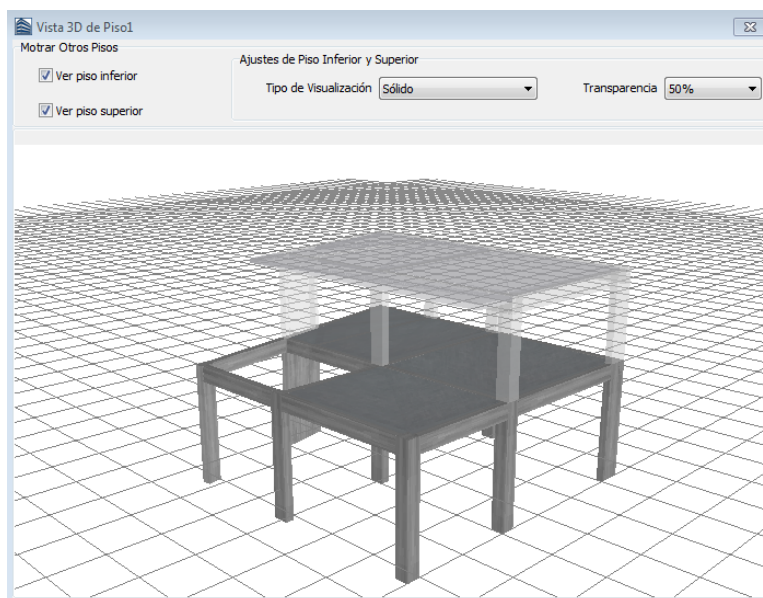 Vista 3D de Piso1
Motrar Otros Pisos
Ver piso inferior
Ver piso superior
Ajustes de Piso Inferior y Superior
Tipo de Visualización Sólido
Transparencia 50%